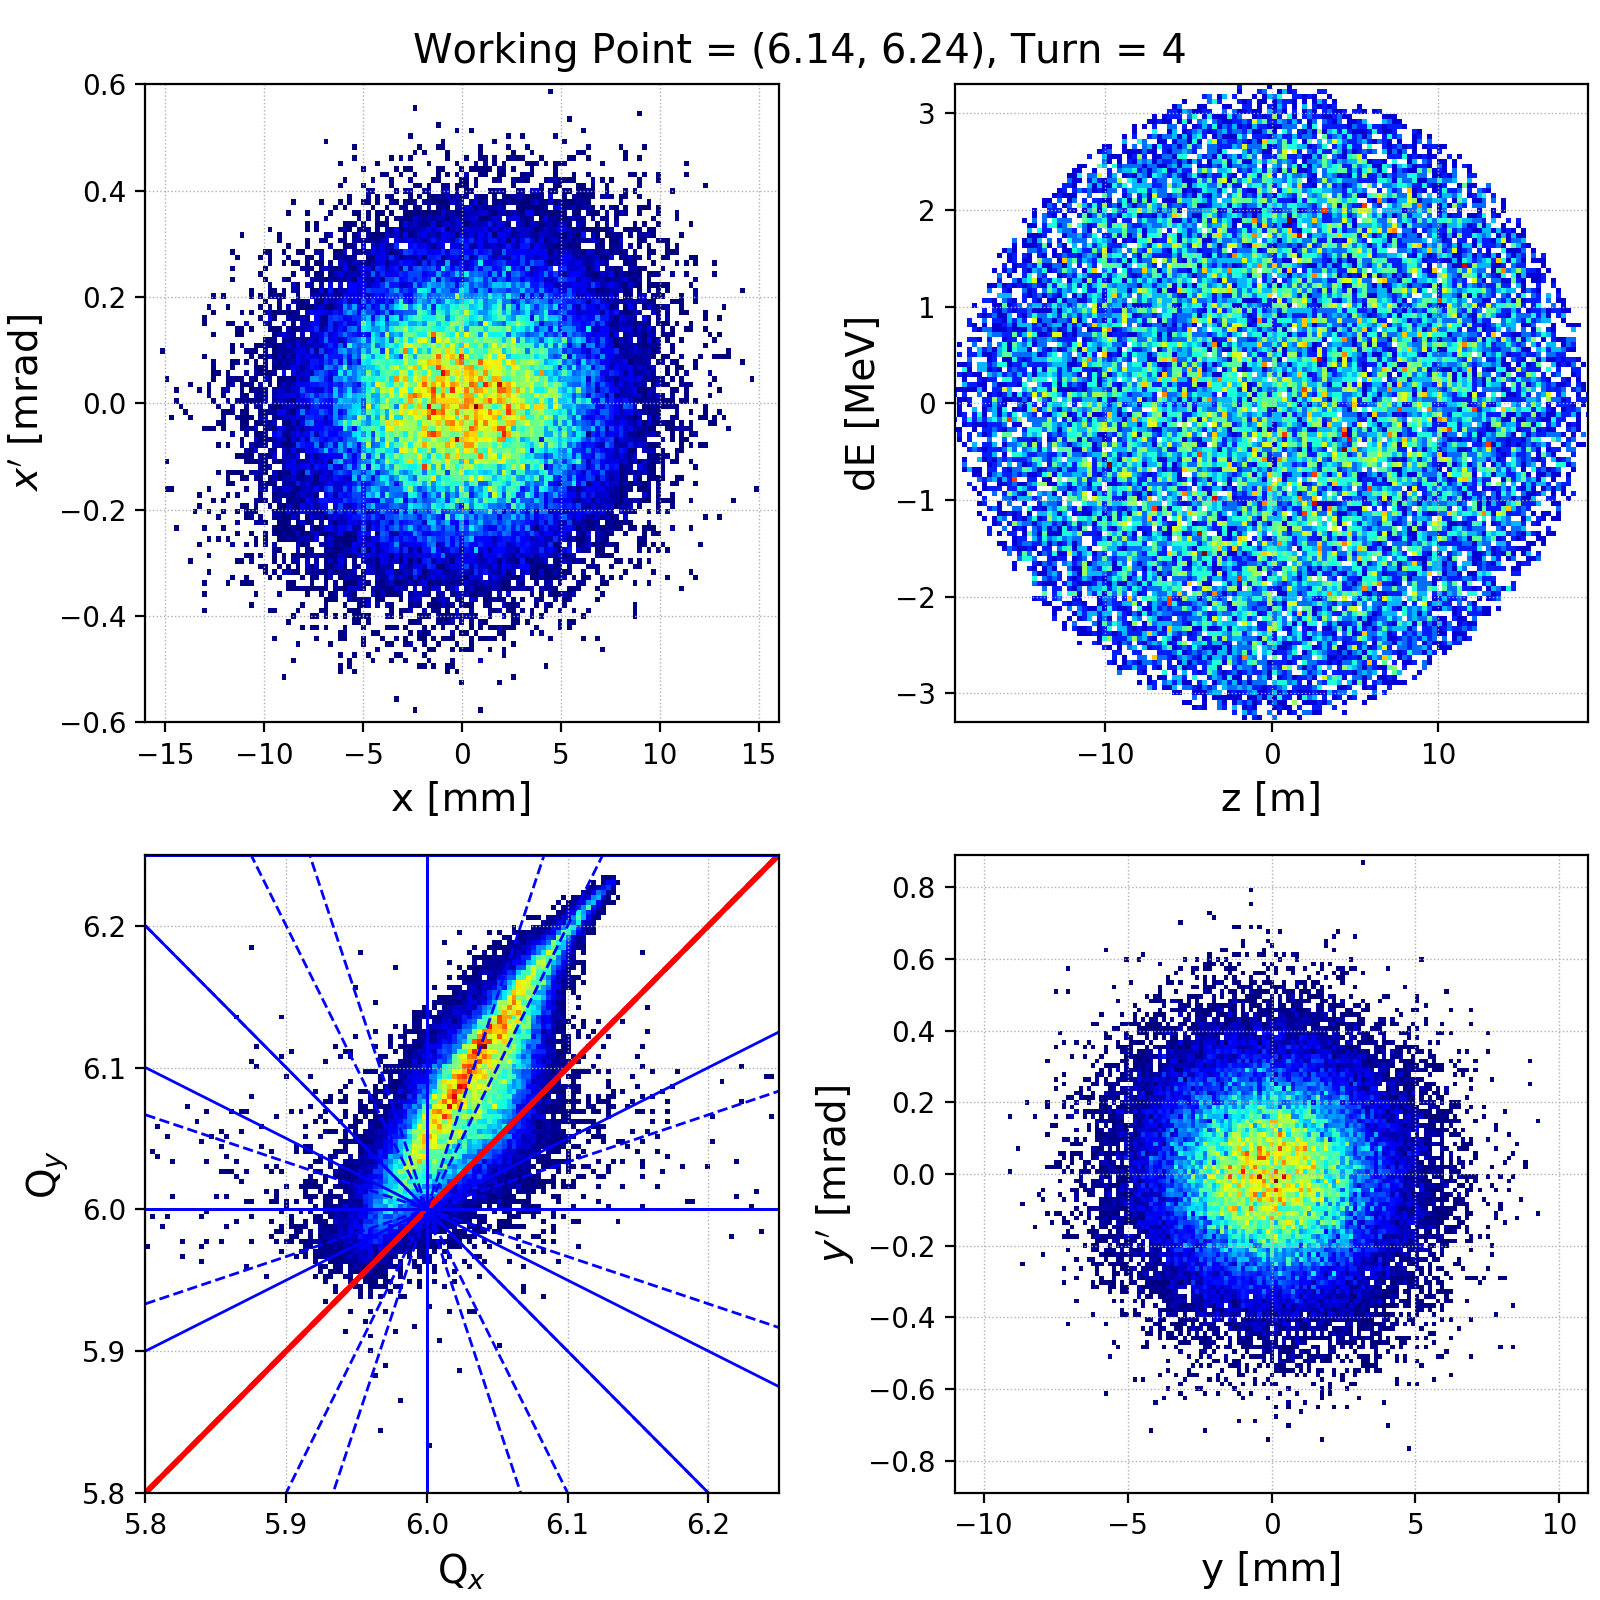 Working Point = (6.14, 6.24), Turn = 4
0.6
0.4
0.2
0.0
−0.2
−0.4
−0.6
x′ [mrad]
−15 −10 −5 0 5 10 15
x [mm]
3
2
1
0
−1
−2
−3
dE [MeV]
−10 0 10
z [m]
6.2
6.1
6.0
5.9
5.8
Qy
5.8 5.9 6.0 6.1 6.2
Qx
0.8
0.6
0.4
0.2
0.0
−0.2
−0.4
−0.6
−0.8
y′ [mrad]
−10 −5 0 5 10
y [mm]